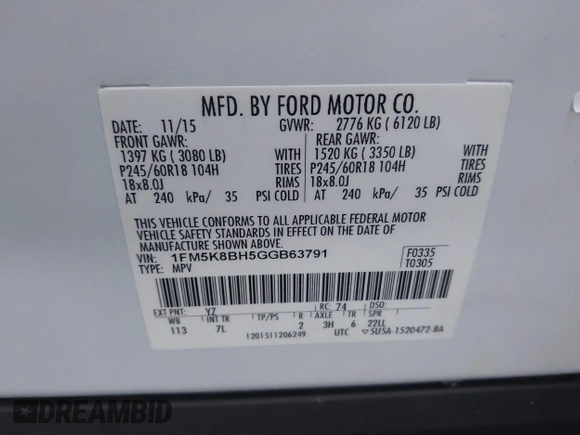 MFD. BY FORD MOTOR CO.
DATE: 11/15 GVWR: 2776 KG ( 6120 LB)
FRONT GAWR: REAR GAWR:
1397 KG ( 3080 LB) WITH 1520 KG ( 3350 LB) WITH
P245/60R18 104H TIRES P245/60R18 104H TIRES
18x8.0J RIMS 18x8.0J RIMS
AT 240 kPa/ 35 PSI COLD AT 240 kPa/ 35 PSI COLD
THIS VEHICLE CONFORMS TO ALL APPLICABLE FEDERAL MOTOR
VEHICLE SAFETY STANDARDS IN EFFECT ON THE DATE OF
MANUFACTURE SHOWN ABOVE.
VIN: 1FM5K8BH5GGB63791 F0335
TYPE: MPV T0305
EXT PNT: YZ RC: 74 DSO:
WB INT TR TP/PS R AXLE TR SPR
113 7L 2 3H 6 22LL
1201511206249 UTC 5USA-1520472-BA
DREAMBID